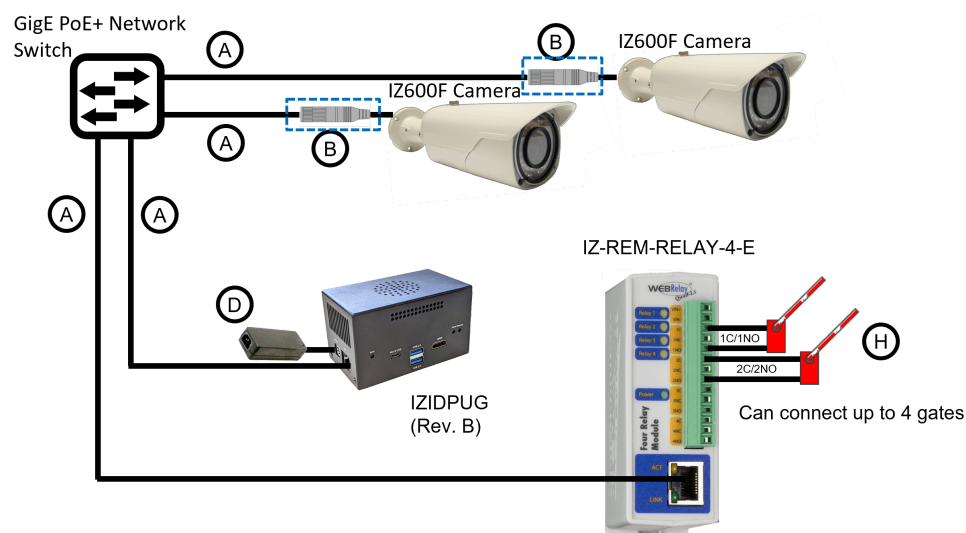 GigE PoE+ Network
Switch
A
B
IZ600F Camera
IZ600F Camera
A
B
A
A
IZ-REM-RELAY-4-E
D
WEBRelay
Quad
Relay 1
Relay 2
Relay 3
Relay 4
1C/1NO
H
2C/2NO
IZIDPUG
(Rev. B)
Power
Can connect up to 4 gates
Four Relay
Module
ACT
LINK